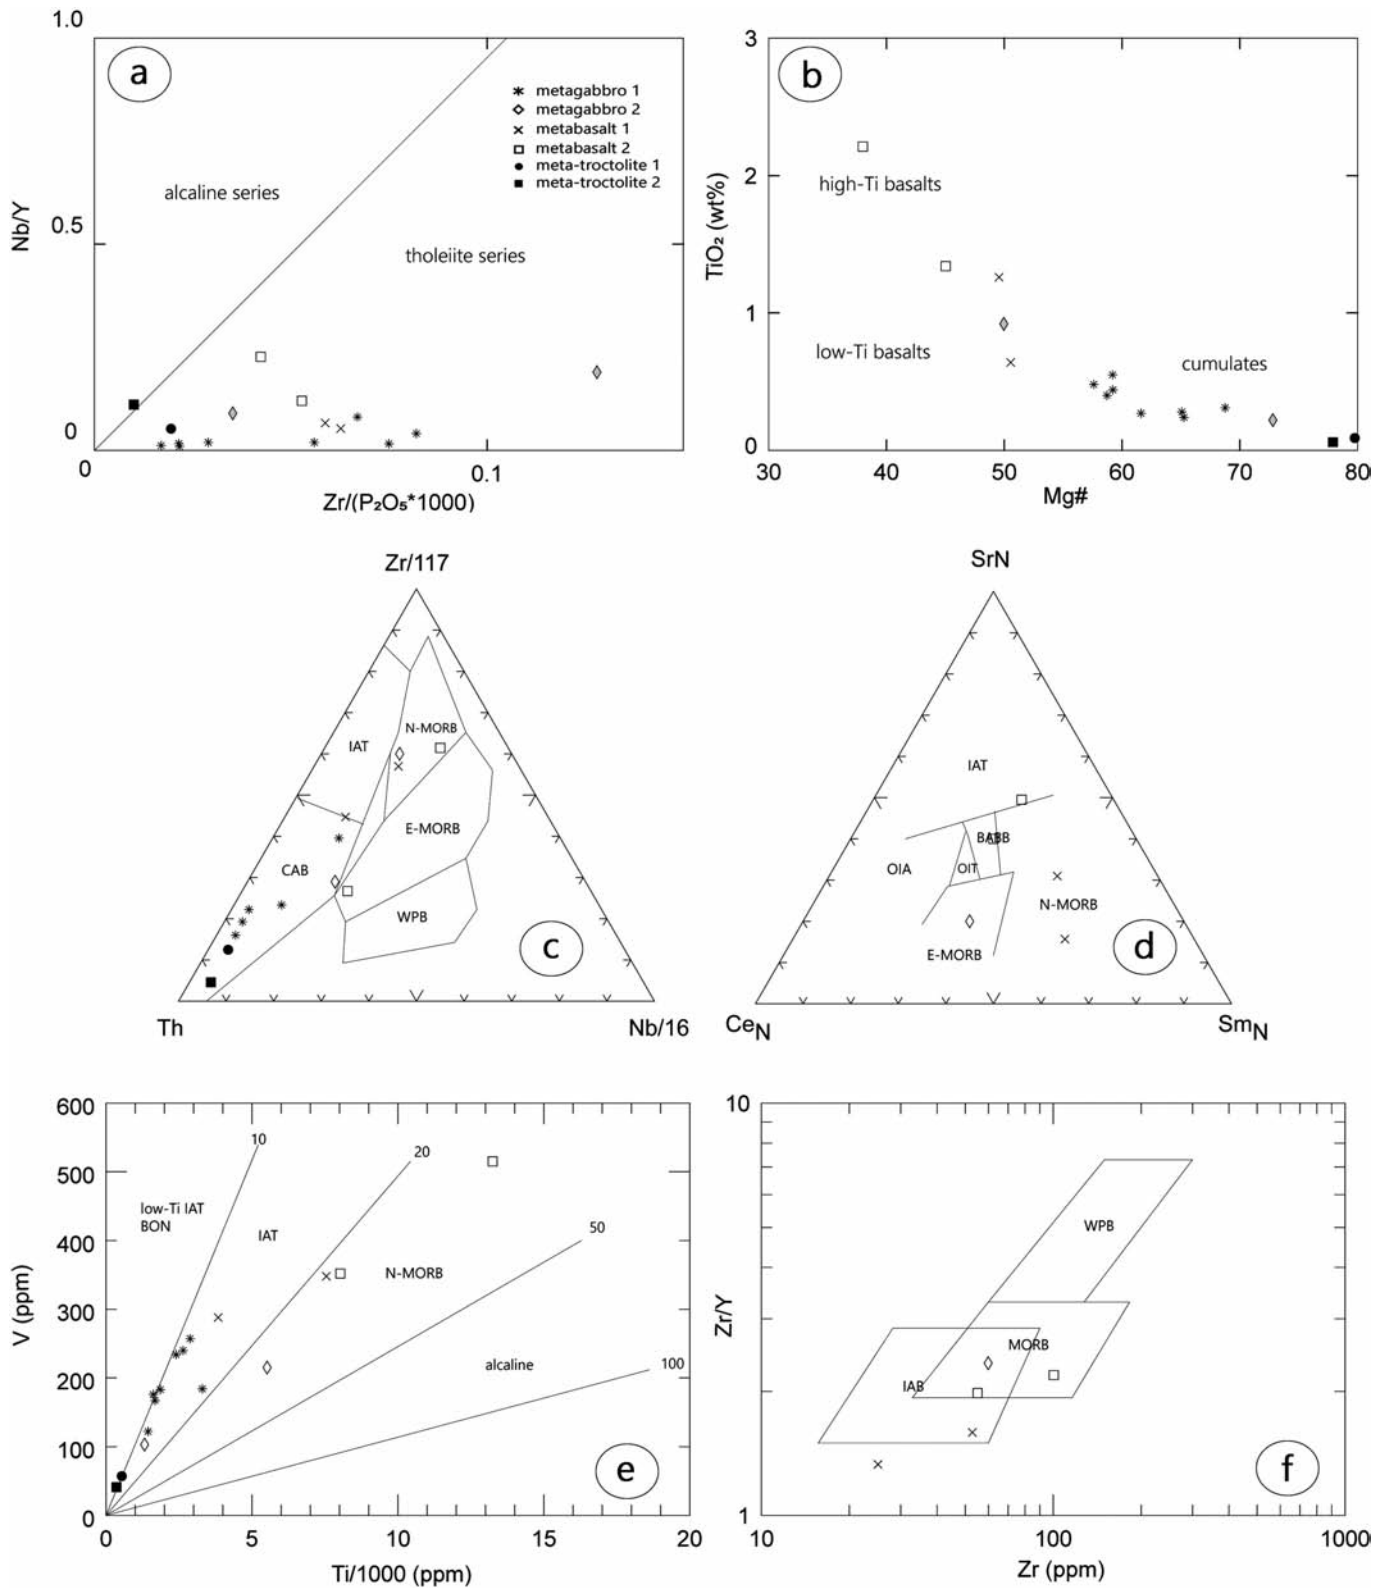 1.0
a
metagabbro 1
metagabbro 2
metabasalt 1
metabasalt 2
meta-troctolite 1
meta-troctolite 2
alcaline series
Nb/Y
0.5
tholeiite series
0
0
0.1
Zr/(P₂O₅*1000)
3
b
2
high-Ti basalts
TiO₂ (wt%)
1
low-Ti basalts
cumulates
0
30
40
50
60
70
80
Mg#
Zr/117
N-MORB
IAT
E-MORB
CAB
WPB
c
Th
Nb/16
SrN
IAT
OIA
OIT
N-MORB
E-MORB
d
CeN
SmN
600
10
20
500
low-Ti IAT
BON
IAT
50
400
N-MORB
V (ppm)
300
200
alcaline
100
100
e
0
0
5
10
15
20
Ti/1000 (ppm)
10
WPB
Zr/Y
MORB
IAB
f
1
10
100
1000
Zr (ppm)